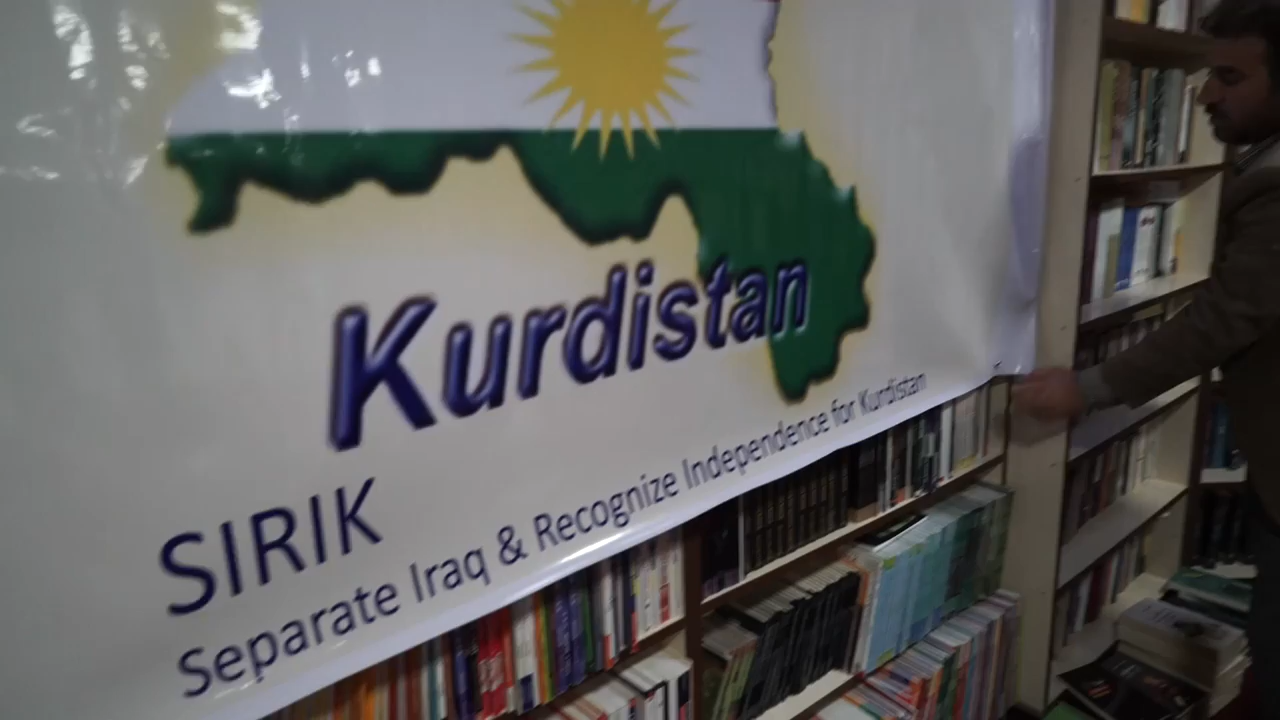 Kurdistan
SIRIK
Separate Iraq & Recognize Independence for Kurdistan